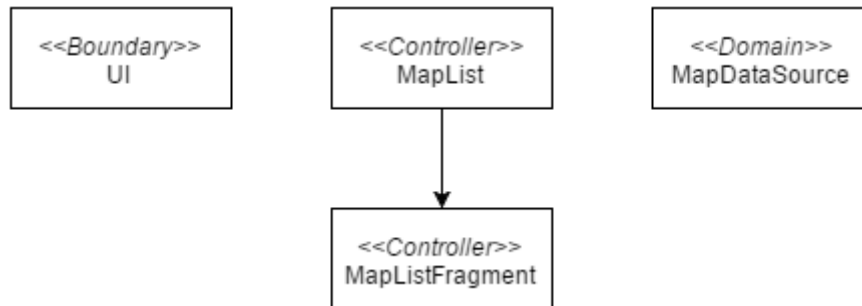 <<Boundary>>
UI
<<Controller>>
MapList
<<Domain>>
MapDataSource
<<Controller>>
MapListFragment